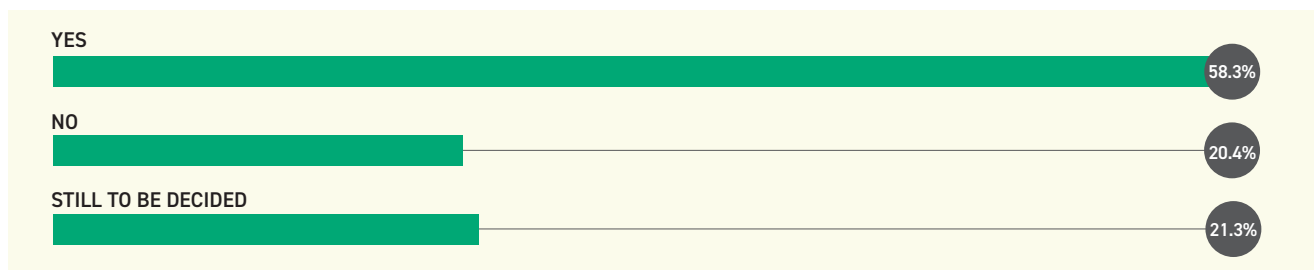 YES
58.3%
NO
20.4%
STILL TO BE DECIDED
21.3%